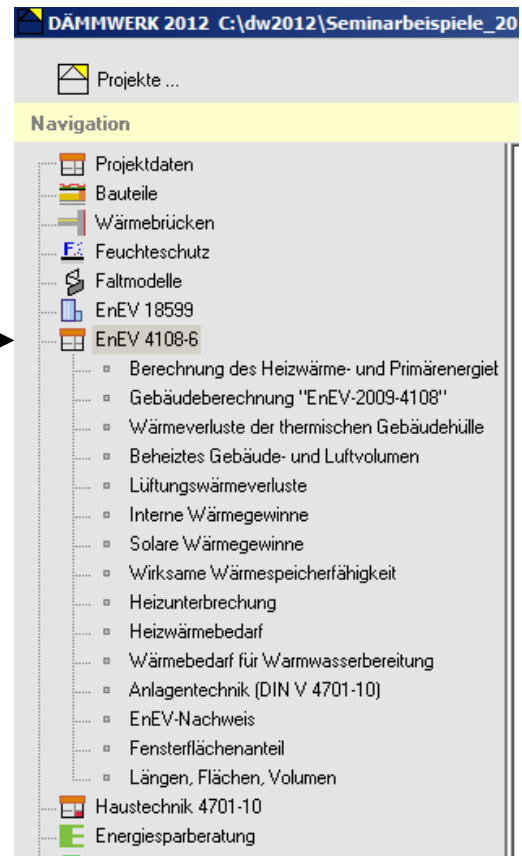 DÄMMWERK 2012 C:\dw2012\Seminarbeispiele_20
Projekte ...
Navigation
Projektdaten
Bauteile
Wärmebrücken
Feuchteschutz
Faltmodelle
EnEV 18599
EnEV 4108-6
Berechnung des Heizwärme- und Primärenergiet
Gebäudeberechnung "EnEV-2009-4108"
Wärmeverluste der thermischen Gebäudehülle
Beheiztes Gebäude- und Luftvolumen
Lüftungswärmeverluste
Interne Wärmegewinne
Solare Wärmegewinne
Wirksame Wärmespeicherfähigkeit
Heizunterbrechung
Heizwärmebedarf
Wärmebedarf für Warmwasserbereitung
Anlagentechnik (DIN V 4701-10)
EnEV-Nachweis
Fensterflächenanteil
Längen, Flächen, Volumen
Haustechnik 4701-10
Energiesparberatung